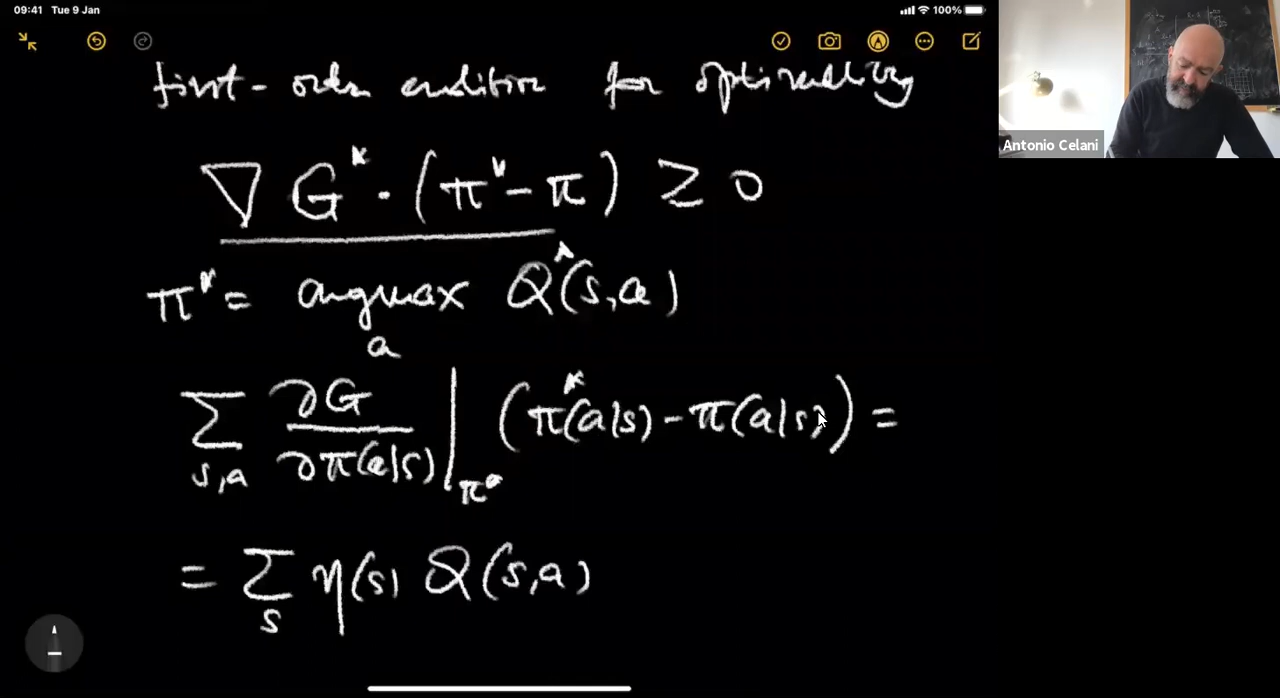 09:41 Tue 9 Jan
100%
Antonio Celani
first-order condition for optimality
∇ G* · (π* − π) ≥ 0
π* = argmax Q*(s,a)
a
∑ ∂G/∂π(a|s) | (π*(a|s) − π(a|s)) =
s,a π*
= ∑ η(s) Q(s,a)
s